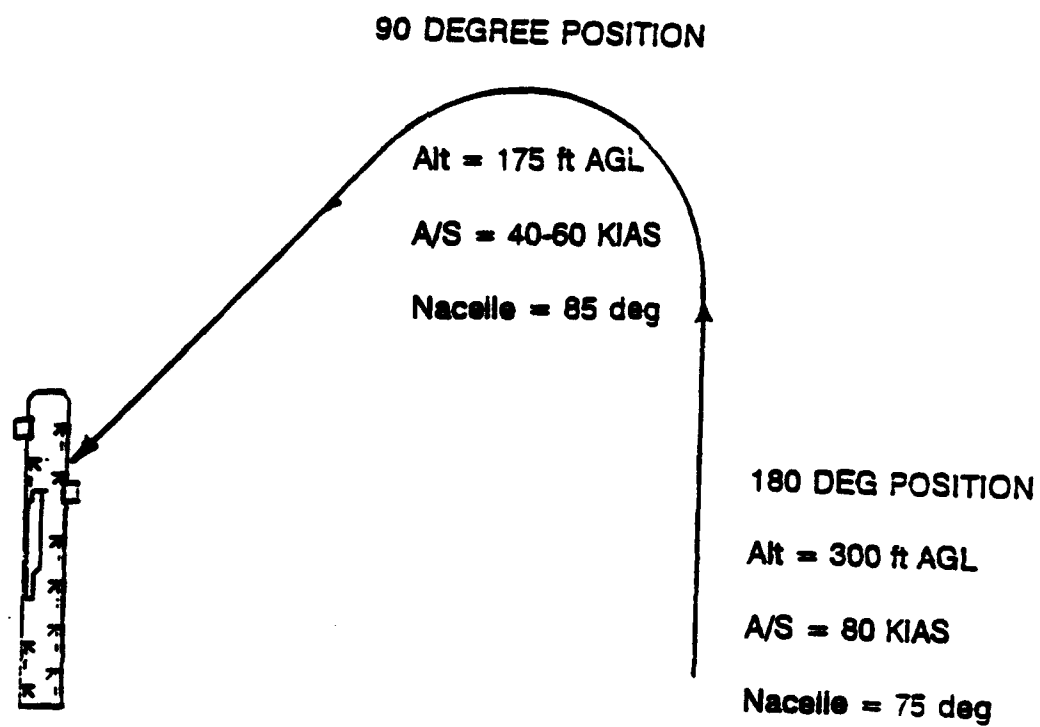 90 DEGREE POSITION
Alt = 175 ft AGL
A/S = 40-60 KIAS
Nacelle = 85 deg
180 DEG POSITION
Alt = 300 ft AGL
A/S = 80 KIAS
Nacelle = 75 deg